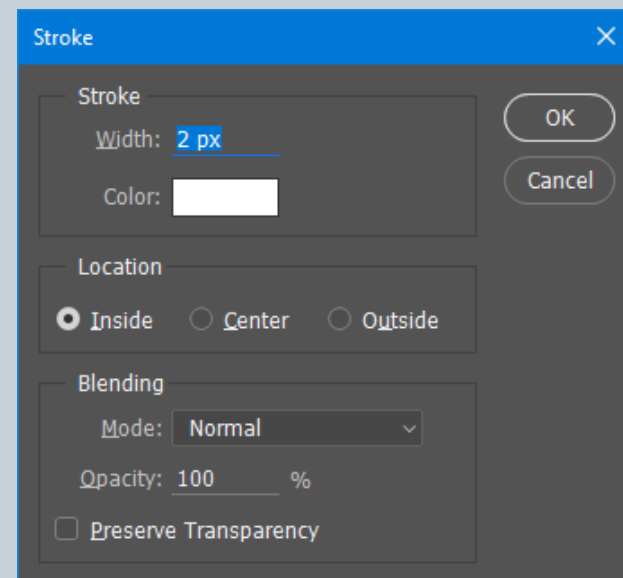 Stroke
Stroke
OK
Width: 2 px
Cancel
Color:
Location
Inside Center Outside
Blending
Mode: Normal
Opacity: 100 %
Preserve Transparency